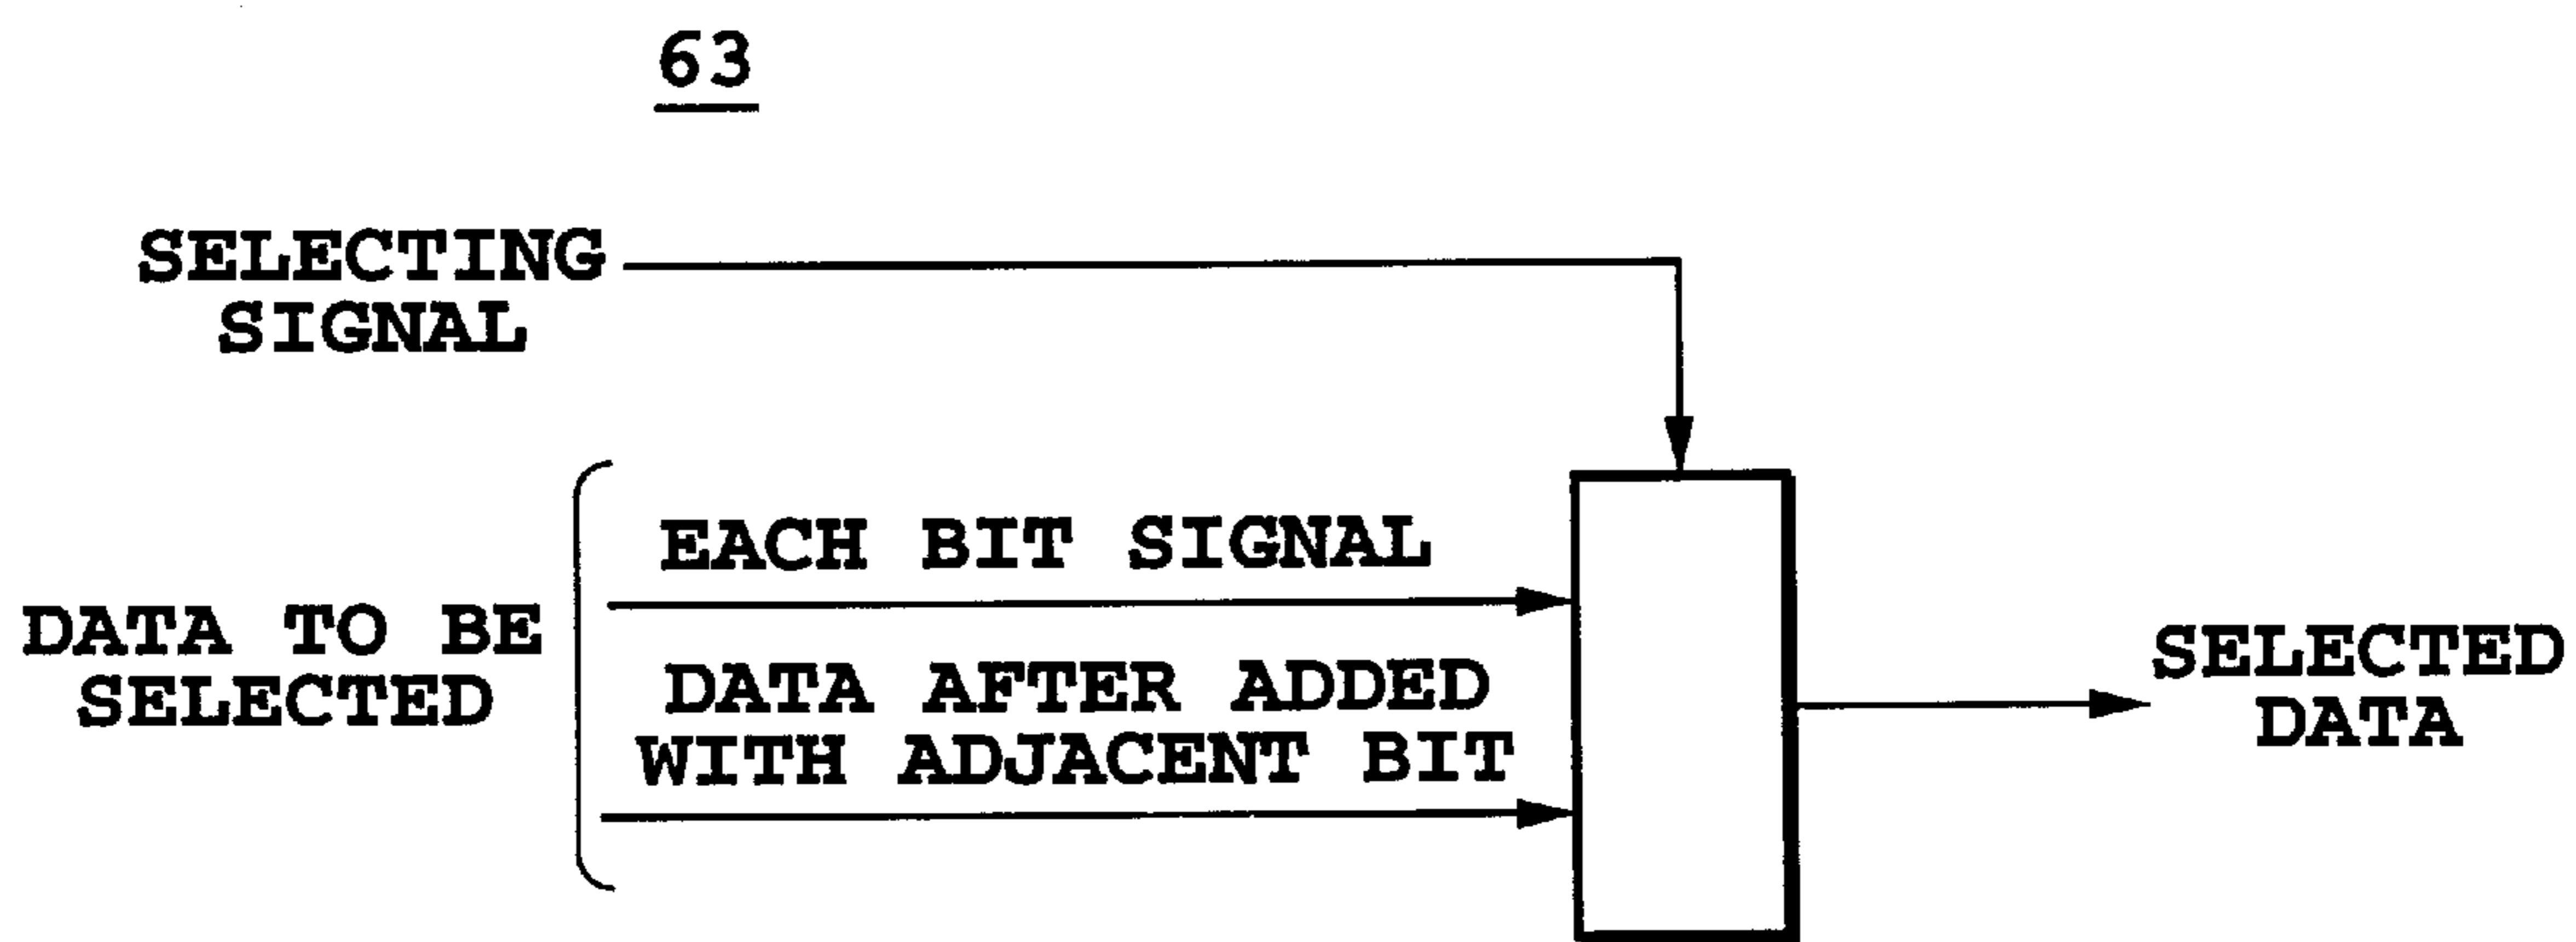 63
SELECTING
SIGNAL
EACH BIT SIGNAL
DATA TO BE
SELECTED
DATA AFTER ADDED
WITH ADJACENT BIT
SELECTED
DATA